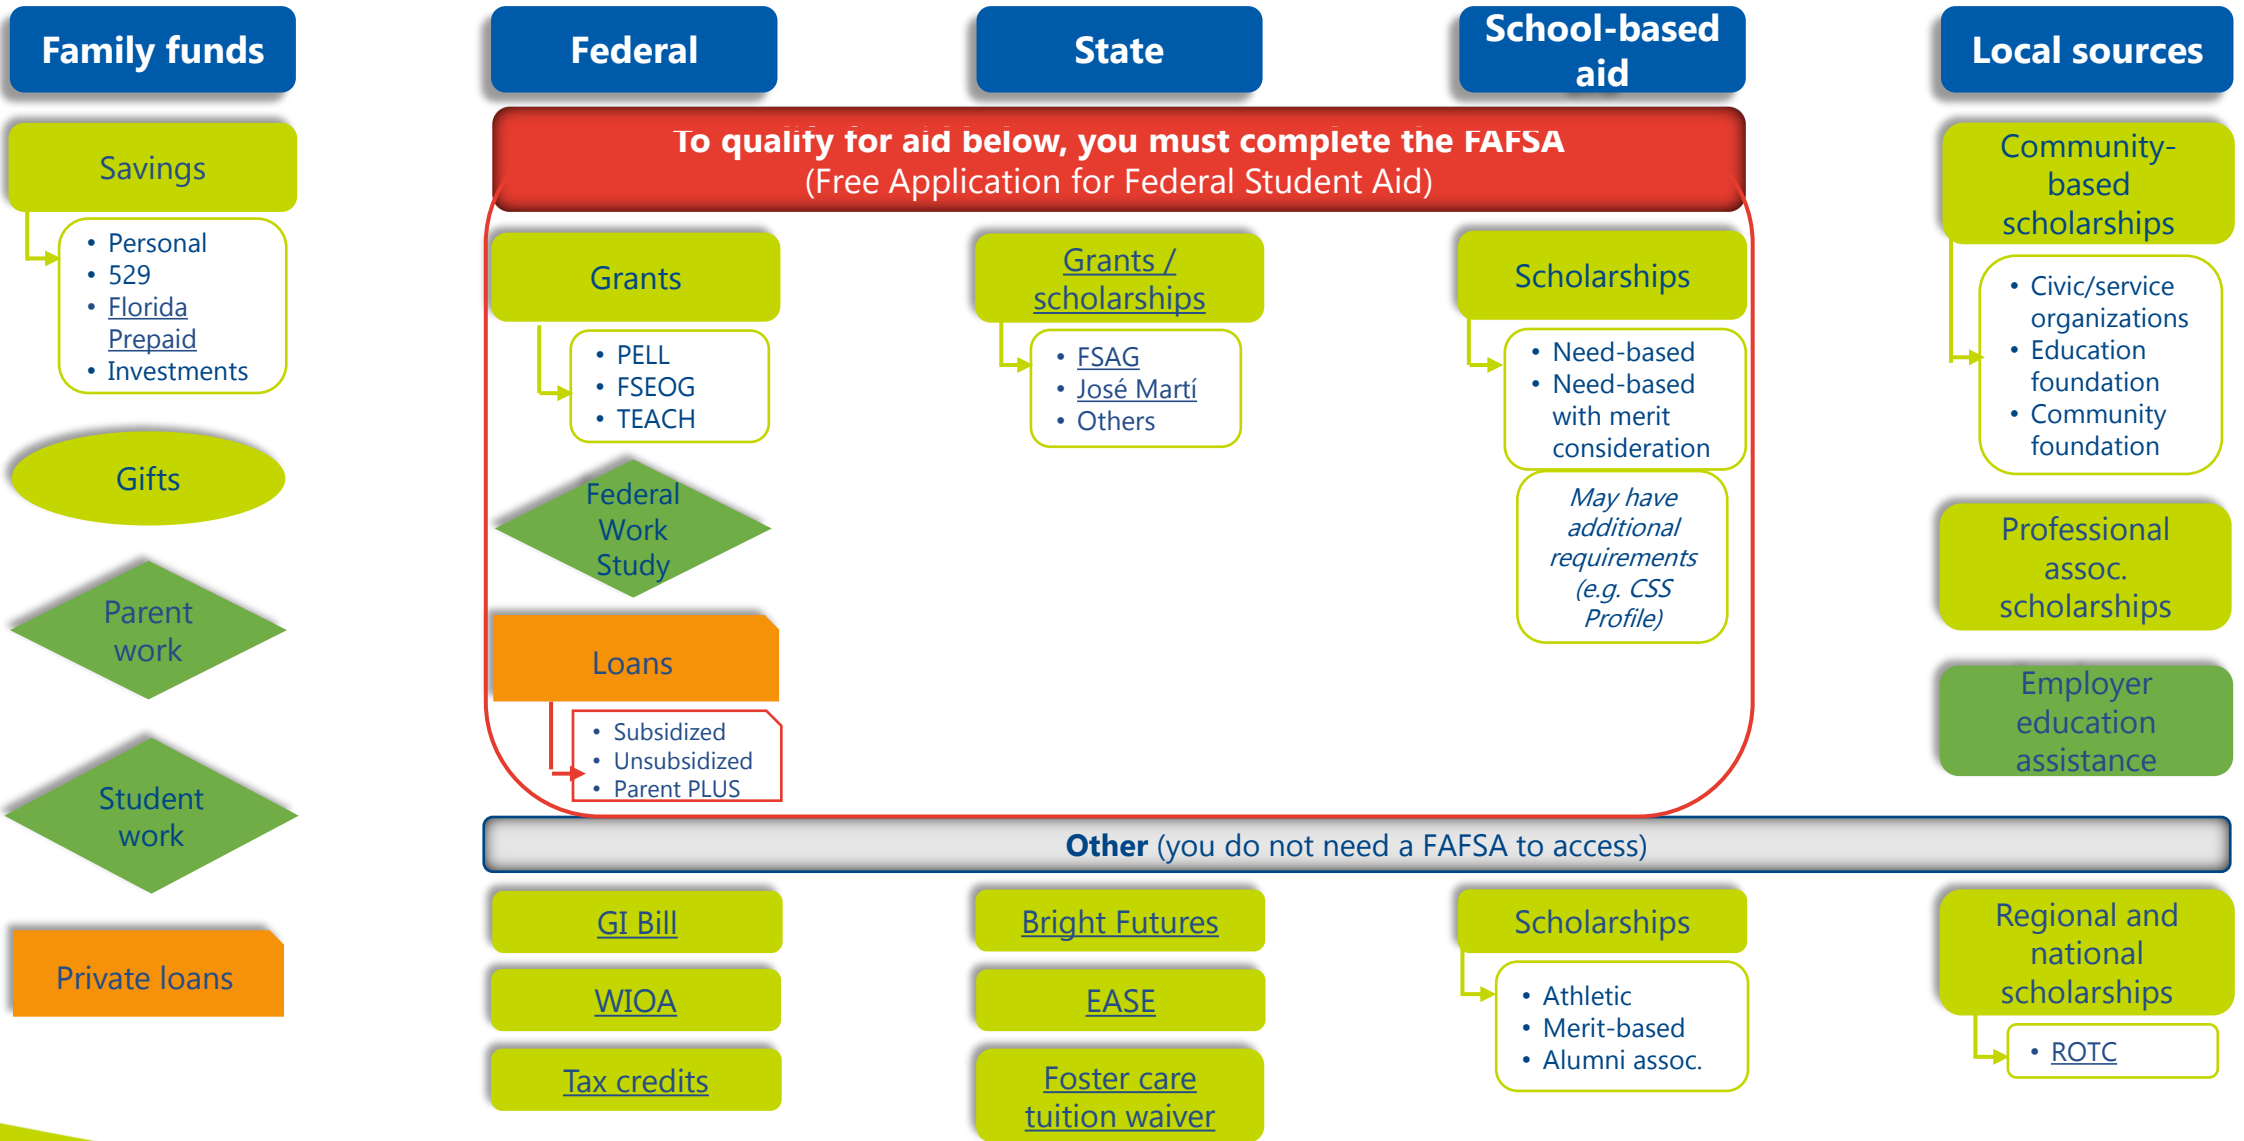 Family funds
Savings
• Personal
• 529
• Florida
Prepaid
• Investments
Gifts
Parent
work
Student
work
Private loans
Federal
State
School-based
aid
To qualify for aid below, you must complete the FAFSA
(Free Application for Federal Student Aid)
Grants
• PELL
• FSEOG
• TEACH
Federal
Work
Study
Loans
• Subsidized
• Unsubsidized
• Parent PLUS
Grants /
scholarships
• FSAG
• José Martí
• Others
Scholarships
• Need-based
• Need-based
with merit
consideration
May have
additional
requirements
(e.g. CSS
Profile)
Local sources
Community-
based
scholarships
• Civic/service
organizations
• Education
foundation
• Community
foundation
Professional
assoc.
scholarships
Employer
education
assistance
Other (you do not need a FAFSA to access)
GI Bill
WIOA
Tax credits
Bright Futures
EASE
Foster care
tuition waiver
Scholarships
• Athletic
• Merit-based
• Alumni assoc.
Regional and
national
scholarships
• ROTC